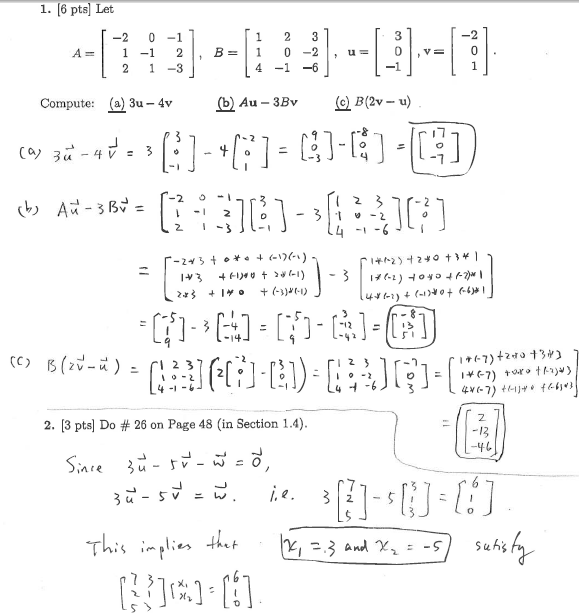 1. [6 pts] Let
A = [ -2 0 -1 ; 1 -1 2 ; 2 1 -3 ], B = [ 1 2 3 ; 1 0 -2 ; 4 -1 -6 ], u = [ 3 ; 0 ; -1 ], v = [ -2 ; 0 ; 1 ].
Compute: (a) 3u – 4v (b) Au – 3Bv (c) B(2v – u)
(a) 3u - 4v = 3 [ 3 ; 0 ; -1 ] - 4 [ -2 ; 0 ; 1 ] = [ 9 ; 0 ; -3 ] - [ -8 ; 0 ; 4 ] = [ 17 ; 0 ; -7 ]
(b) Au - 3Bv = [ -2 0 -1 ; 1 -1 2 ; 2 1 -3 ] [ 3 ; 0 ; -1 ] - 3 [ 1 2 3 ; 1 0 -2 ; 4 -1 -6 ] [ -2 ; 0 ; 1 ]
= [ -2*3 + 0*0 + (-1)(-1) ; 1*3 + (-1)*0 + 2*(-1) ; 2*3 + 1*0 + (-3)*(-1) ] - 3 [ 1*(-2) + 2*0 + 3*1 ; 1*(-2) + 0*0 + (-2)*1 ; 4*(-2) + (-1)*0 + (-6)*1 ]
= [ -5 ; 1 ; 9 ] - 3 [ 1 ; -4 ; -14 ] = [ -5 ; 1 ; 9 ] - [ 3 ; -12 ; -42 ] = [ -8 ; 13 ; 51 ]
(c) B(2v - u) = [ 1 2 3 ; 1 0 -2 ; 4 -1 -6 ] ( 2 [ -2 ; 0 ; 1 ] - [ 3 ; 0 ; -1 ] ) = [ 1 2 3 ; 1 0 -2 ; 4 -1 -6 ] [ -7 ; 0 ; 3 ] = [ 1*(-7) + 2*0 + 3*3 ; 1*(-7) + 0*0 + (-2)*3 ; 4*(-7) + (-1)*0 + (-6)*3 ]
= [ 2 ; -13 ; -46 ]
2. [3 pts] Do # 26 on Page 48 (in Section 1.4).
Since 3u - 5v - w = 0,
3u - 5v = w. i.e. 3 [ 7 ; 2 ; 5 ] - 5 [ 3 ; 1 ; 3 ] = [ 6 ; 1 ; 0 ]
This implies that x1 = 3 and x2 = -5 satisfy
[ 7 3 ; 2 1 ; 5 3 ] [ x1 ; x2 ] = [ 6 ; 1 ; 0 ].